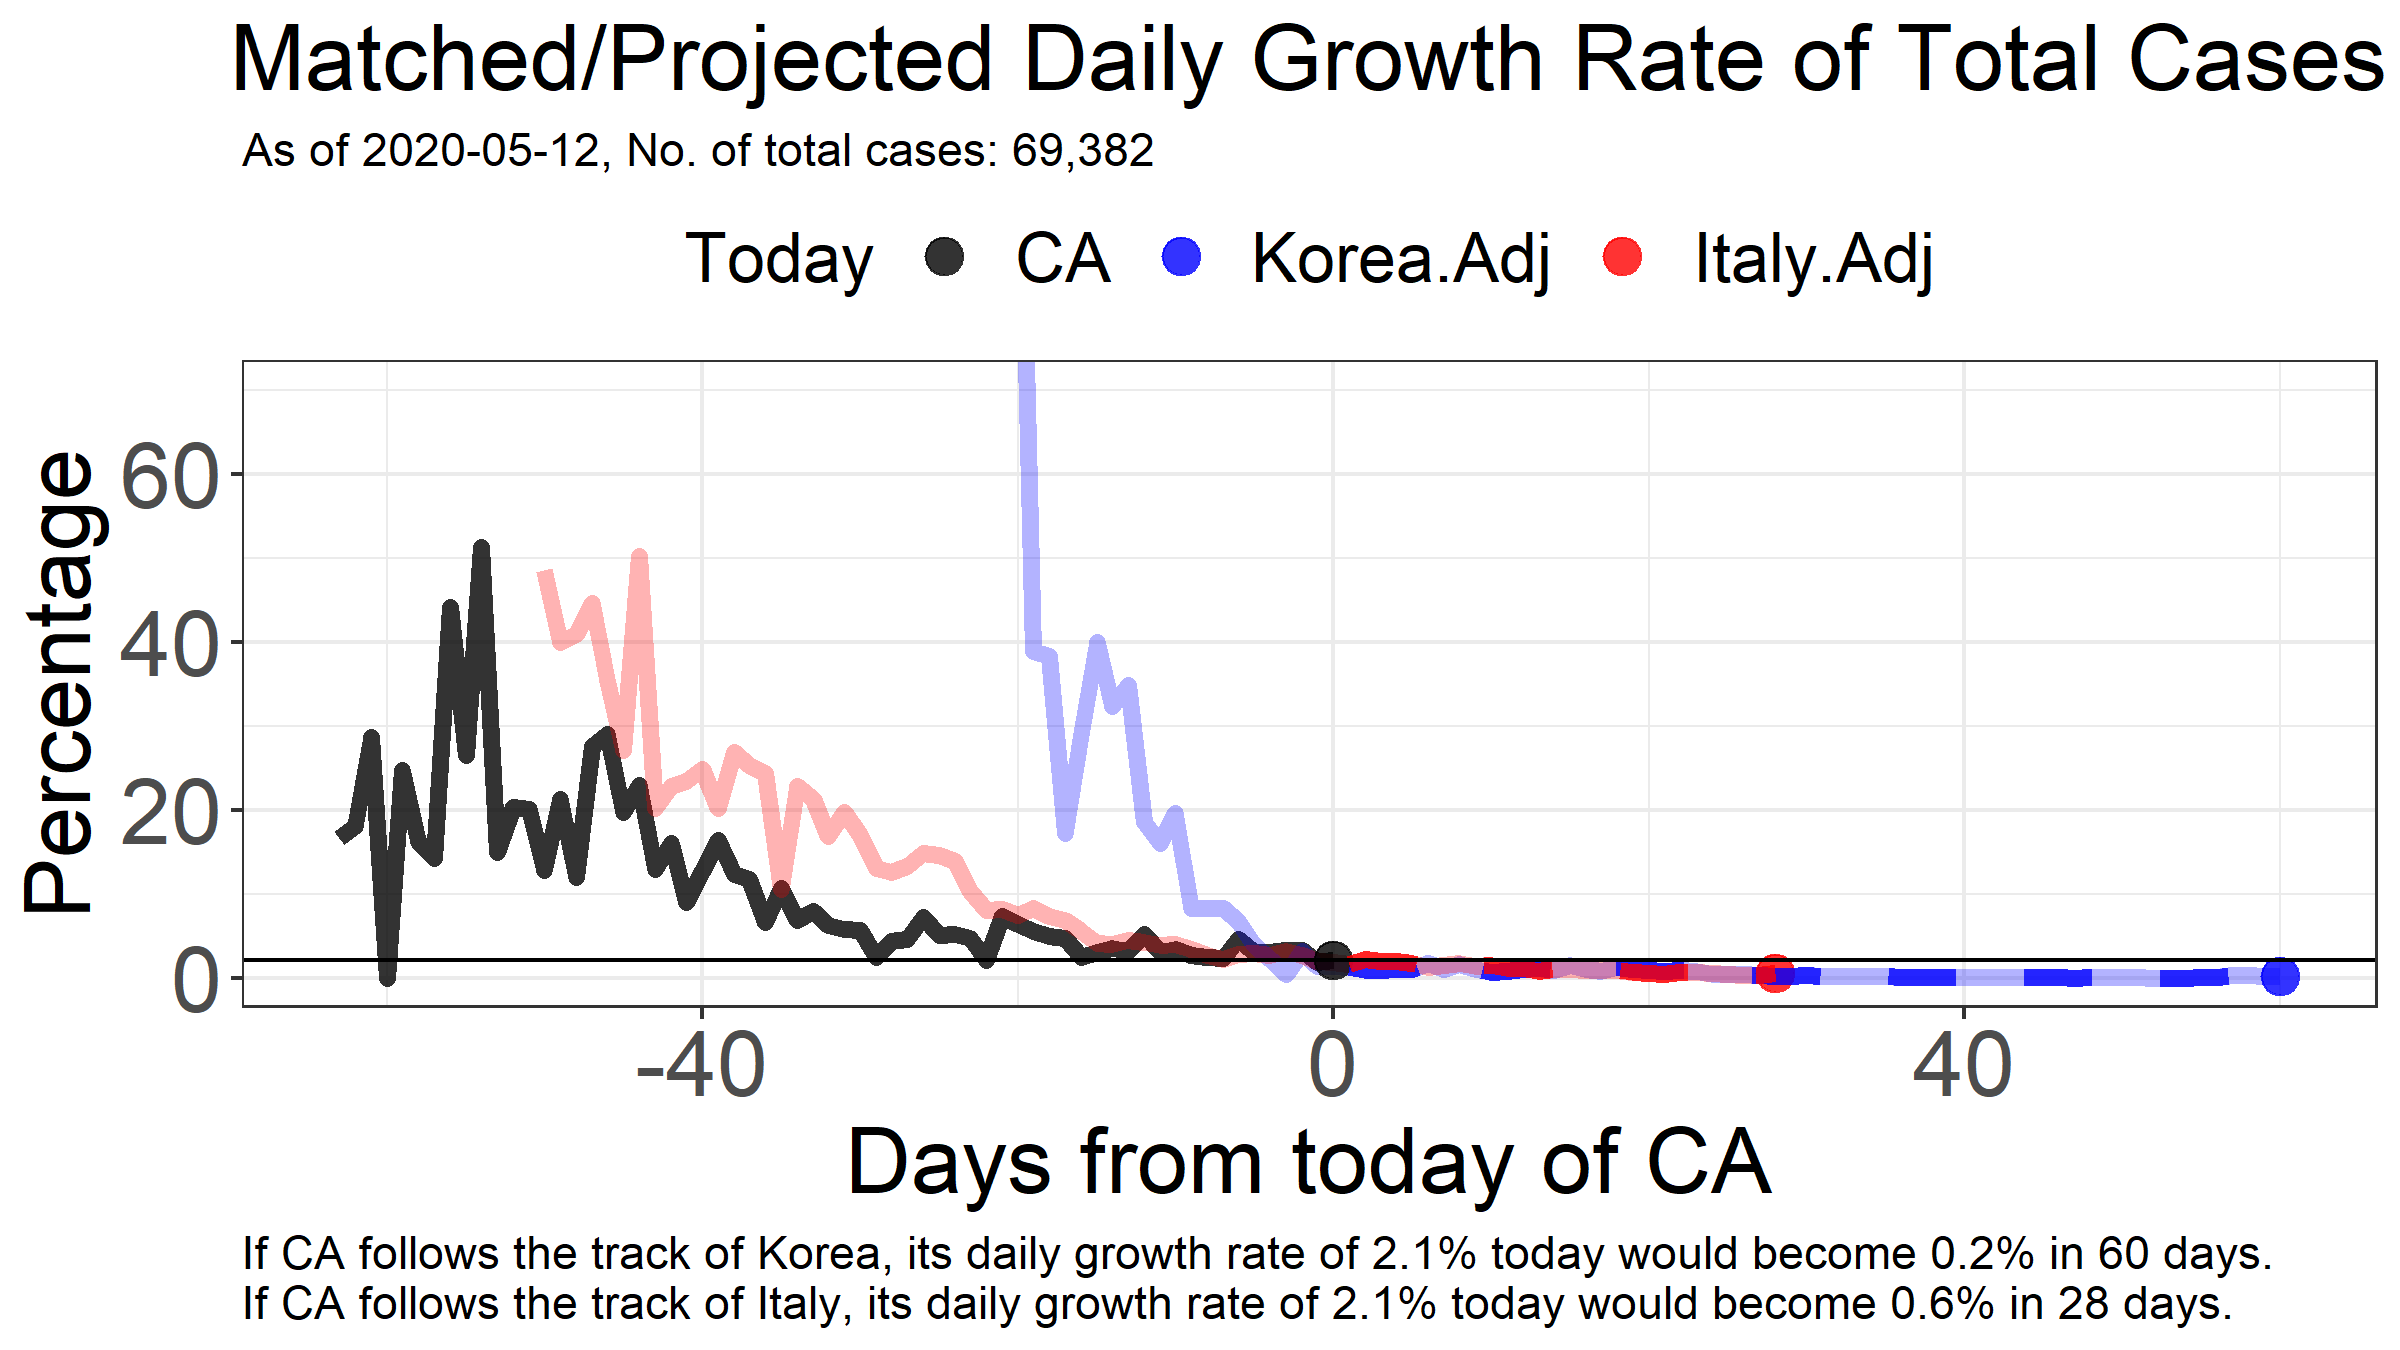 Matched/Projected Daily Growth Rate of Total Cases
As of 2020-05-12, No. of total cases: 69,382
Today CA Korea.Adj Italy.Adj
Percentage
60
40
20
0
-40 0 40
Days from today of CA
If CA follows the track of Korea, its daily growth rate of 2.1% today would become 0.2% in 60 days.
If CA follows the track of Italy, its daily growth rate of 2.1% today would become 0.6% in 28 days.